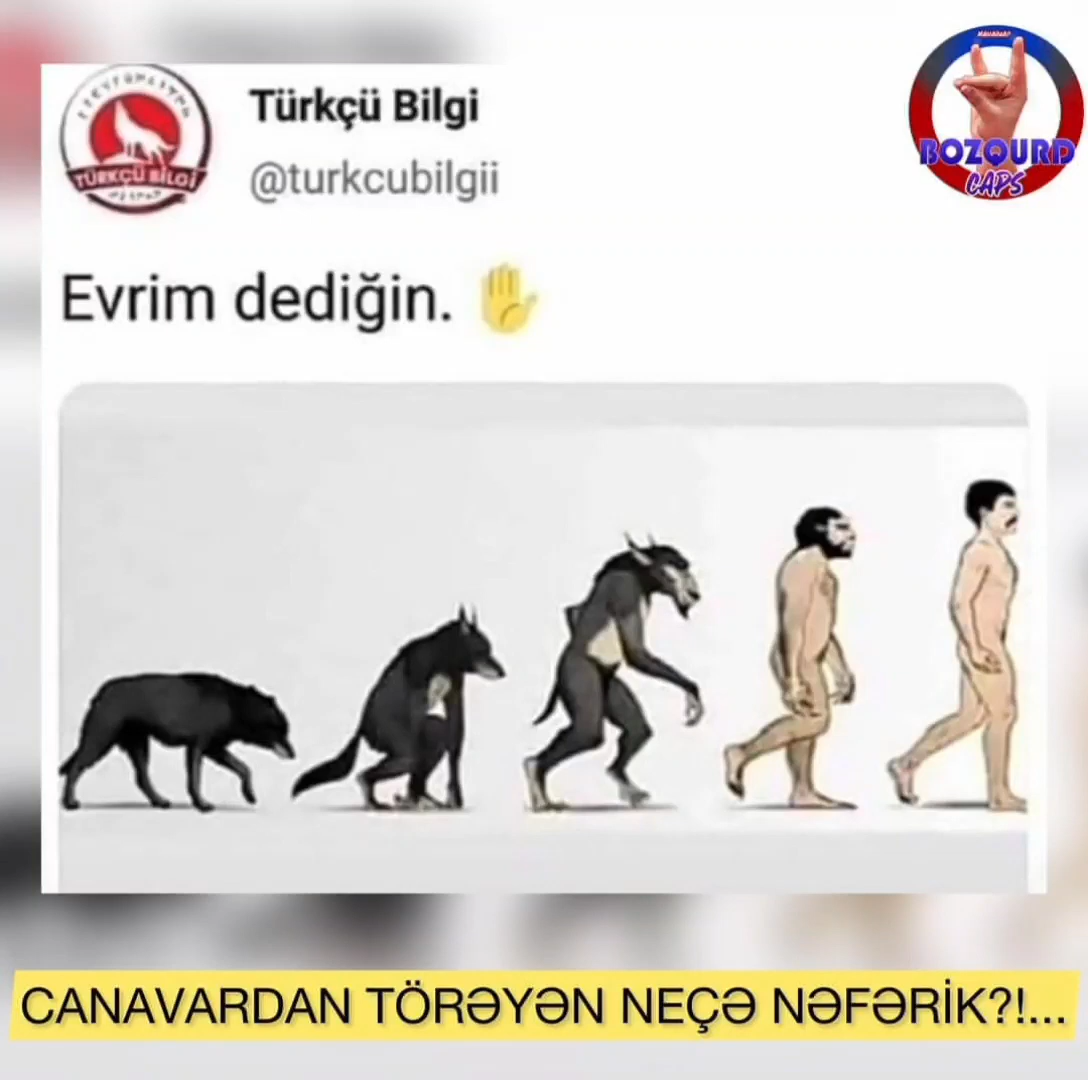 Türkçü Bilgi
@turkcubilgii
TÜRKÇÜ BİLGİ
BOZQURD
CAPS
Evrim dediğin. ✋
CANAVARDAN TÖRƏYƏN NEÇƏ NƏFƏRİK?!...